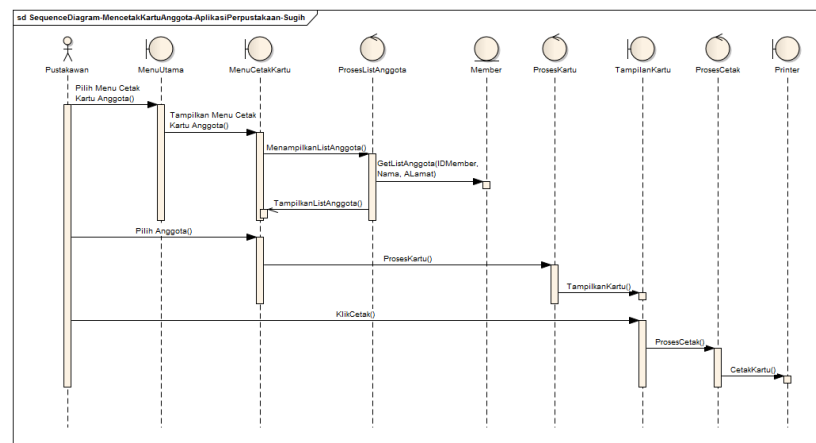 sd SequenceDiagram-MencetakKartuAnggota-AplikasiPerpustakaan-Sugih
Pustakawan
MenuUtama
MenuCetakKartu
ProsesListAnggota
Member
ProsesKartu
TampilanKartu
ProsesCetak
Printer
Pilih Menu Cetak
Kartu Anggota()
Tampilkan Menu Cetak
Kartu Anggota()
MenampilkanListAnggota()
GetListAnggota(IDMember,
Nama, ALamat)
TampilkanListAnggota()
Pilih Anggota()
ProsesKartu()
TampilkanKartu()
KlikCetak()
ProsesCetak()
CetakKartu()